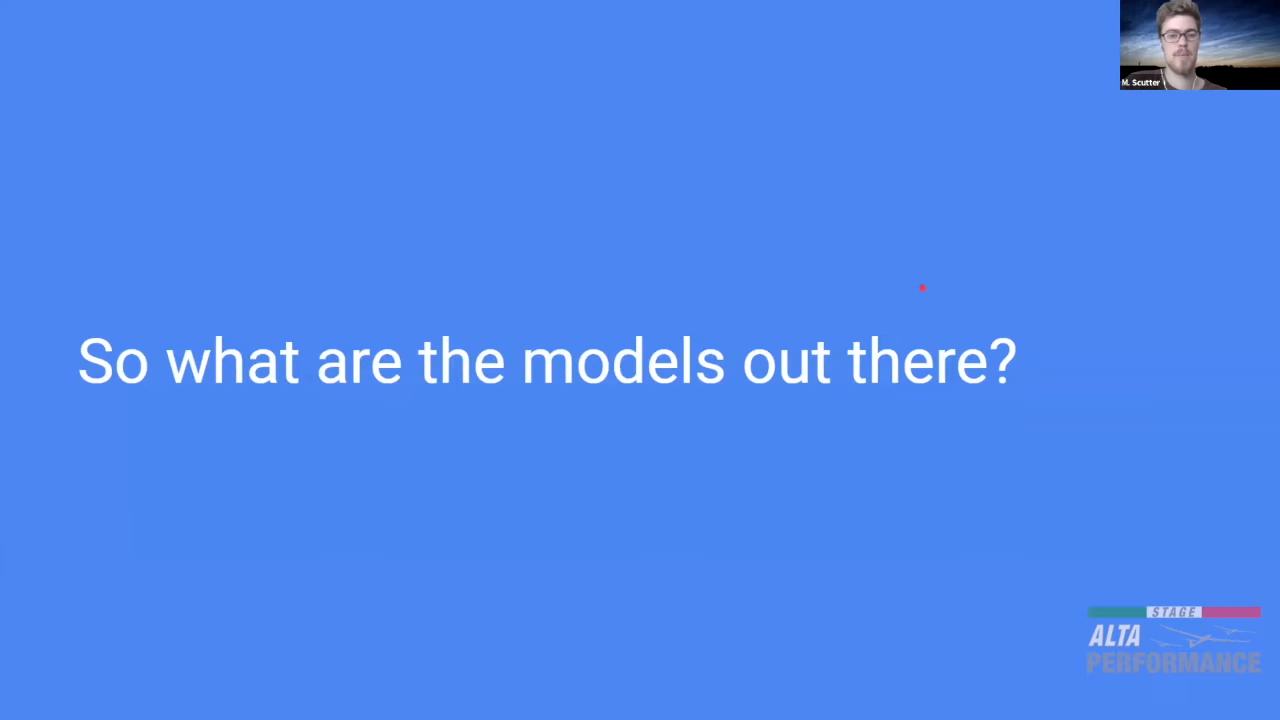 M. Scutter
So what are the models out there?
STAGE
ALTA
PERFORMANCE